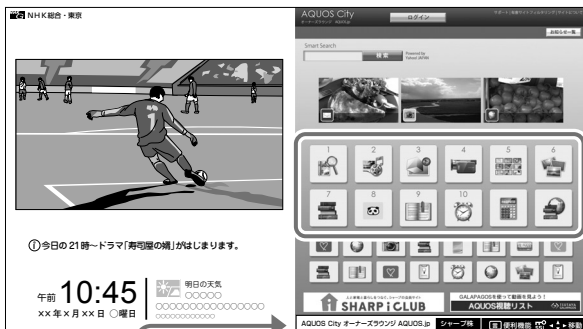 NHK総合・東京
今日の21時～ドラマ「寿司屋の娘」がはじまります。
午前 10:45
××年×月××日 ○曜日
明日の天気
○○○○○
○○○○○○○○○○○○○○○○○
○○○○○○○○○○○○
AQUOS City
オーナーズラウンジ AQUOS.jp
ログイン
お知らせ一覧
Smart Search
検索
Powered by
Yahoo! JAPAN
1 2 3 4 5 6
7 8 9 10
SHARP i CLUB
GALAPAGOSを使って動画を見よう!
AQUOS視聴リスト
AQUOS City オーナーズラウンジ AQUOS.jp
シャープ株
便利機能
移動